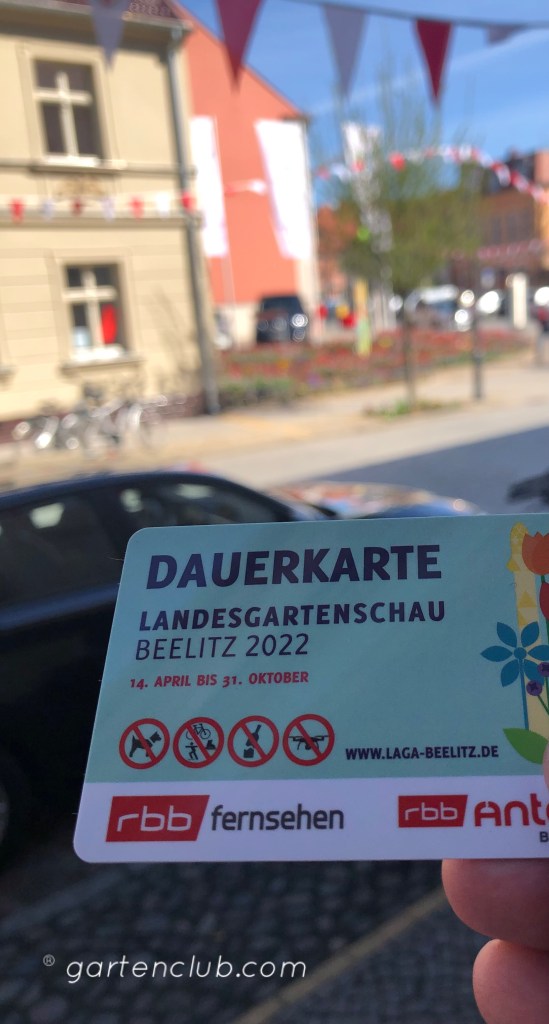 DAUERKARTE
LANDESGARTENSCHAU
BEELITZ 2022
14. APRIL BIS 31. OKTOBER
WWW.LAGA-BEELITZ.DE
rbb fernsehen
rbb
® gartenclub.com